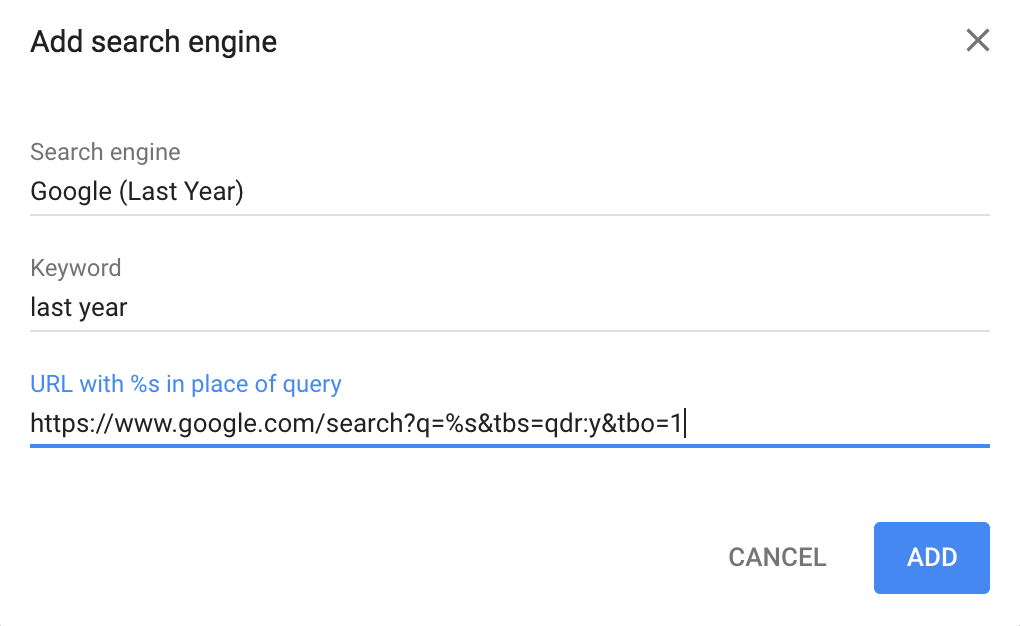 Add search engine
Search engine
Google (Last Year)
Keyword
last year
URL with %s in place of query
https://www.google.com/search?q=%s&tbs=qdr:y&tbo=1
CANCEL
ADD